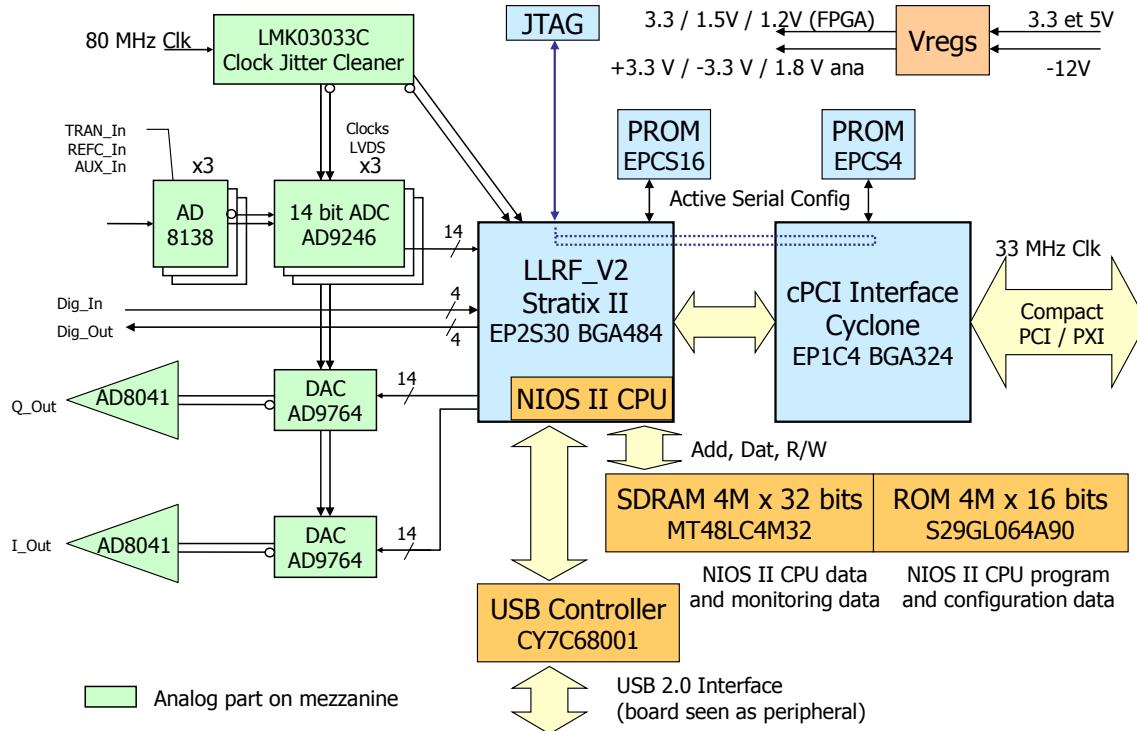 80 MHz Clk
LMK03033C
Clock Jitter Cleaner
JTAG
3.3 / 1.5V / 1.2V (FPGA)
+3.3 V / -3.3 V / 1.8 V ana
Vregs
3.3 et 5V
-12V
TRAN_In
REFC_In
AUX_In
x3
Clocks
LVDS
x3
PROM
EPCS16
PROM
EPCS4
Active Serial Config
AD
8138
14 bit ADC
AD9246
14
LLRF_V2
Stratix II
EP2S30 BGA484
NIOS II CPU
cPCI Interface
Cyclone
EP1C4 BGA324
33 MHz Clk
Compact
PCI / PXI
Dig_In
4
Dig_Out
4
Q_Out
AD8041
DAC
AD9764
14
Add, Dat, R/W
SDRAM 4M x 32 bits
MT48LC4M32
ROM 4M x 16 bits
S29GL064A90
I_Out
AD8041
DAC
AD9764
14
NIOS II CPU data
and monitoring data
NIOS II CPU program
and configuration data
USB Controller
CY7C68001
USB 2.0 Interface
(board seen as peripheral)
Analog part on mezzanine